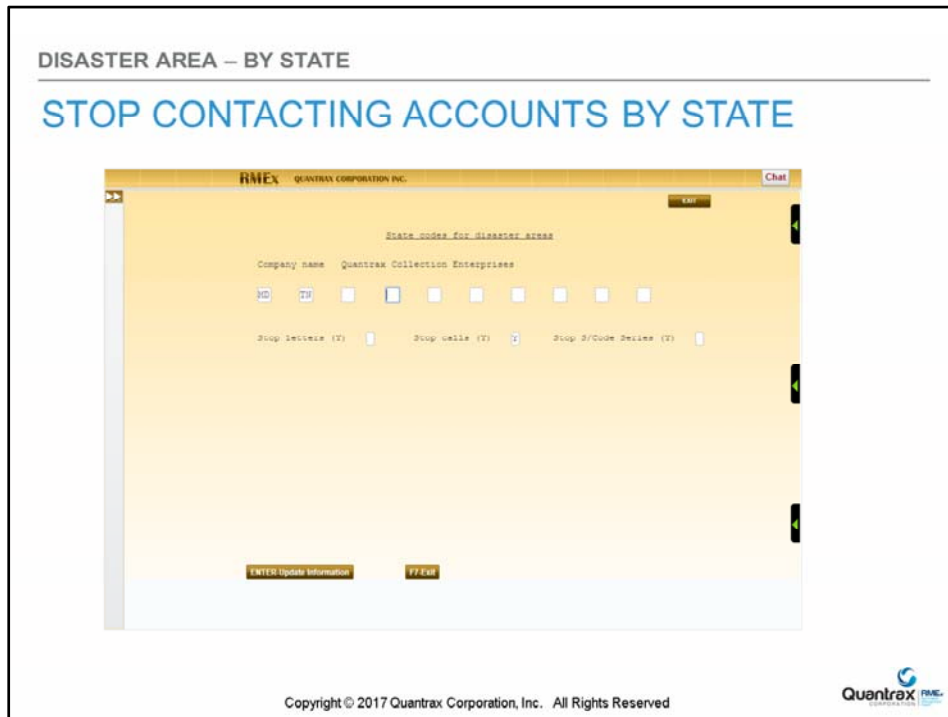 DISASTER AREA – BY STATE
STOP CONTACTING ACCOUNTS BY STATE
RMEx QUANTRAX CORPORATION INC. Chat
EXIT
State codes for disaster areas
Company name Quantrax Collection Enterprises
MD TN
Stop letters (Y) Stop calls (Y) Y Stop S/Code Series (Y)
ENTER-Update Information F7-Exit
Copyright © 2017 Quantrax Corporation, Inc. All Rights Reserved
Quantrax RMEx
CORPORATION